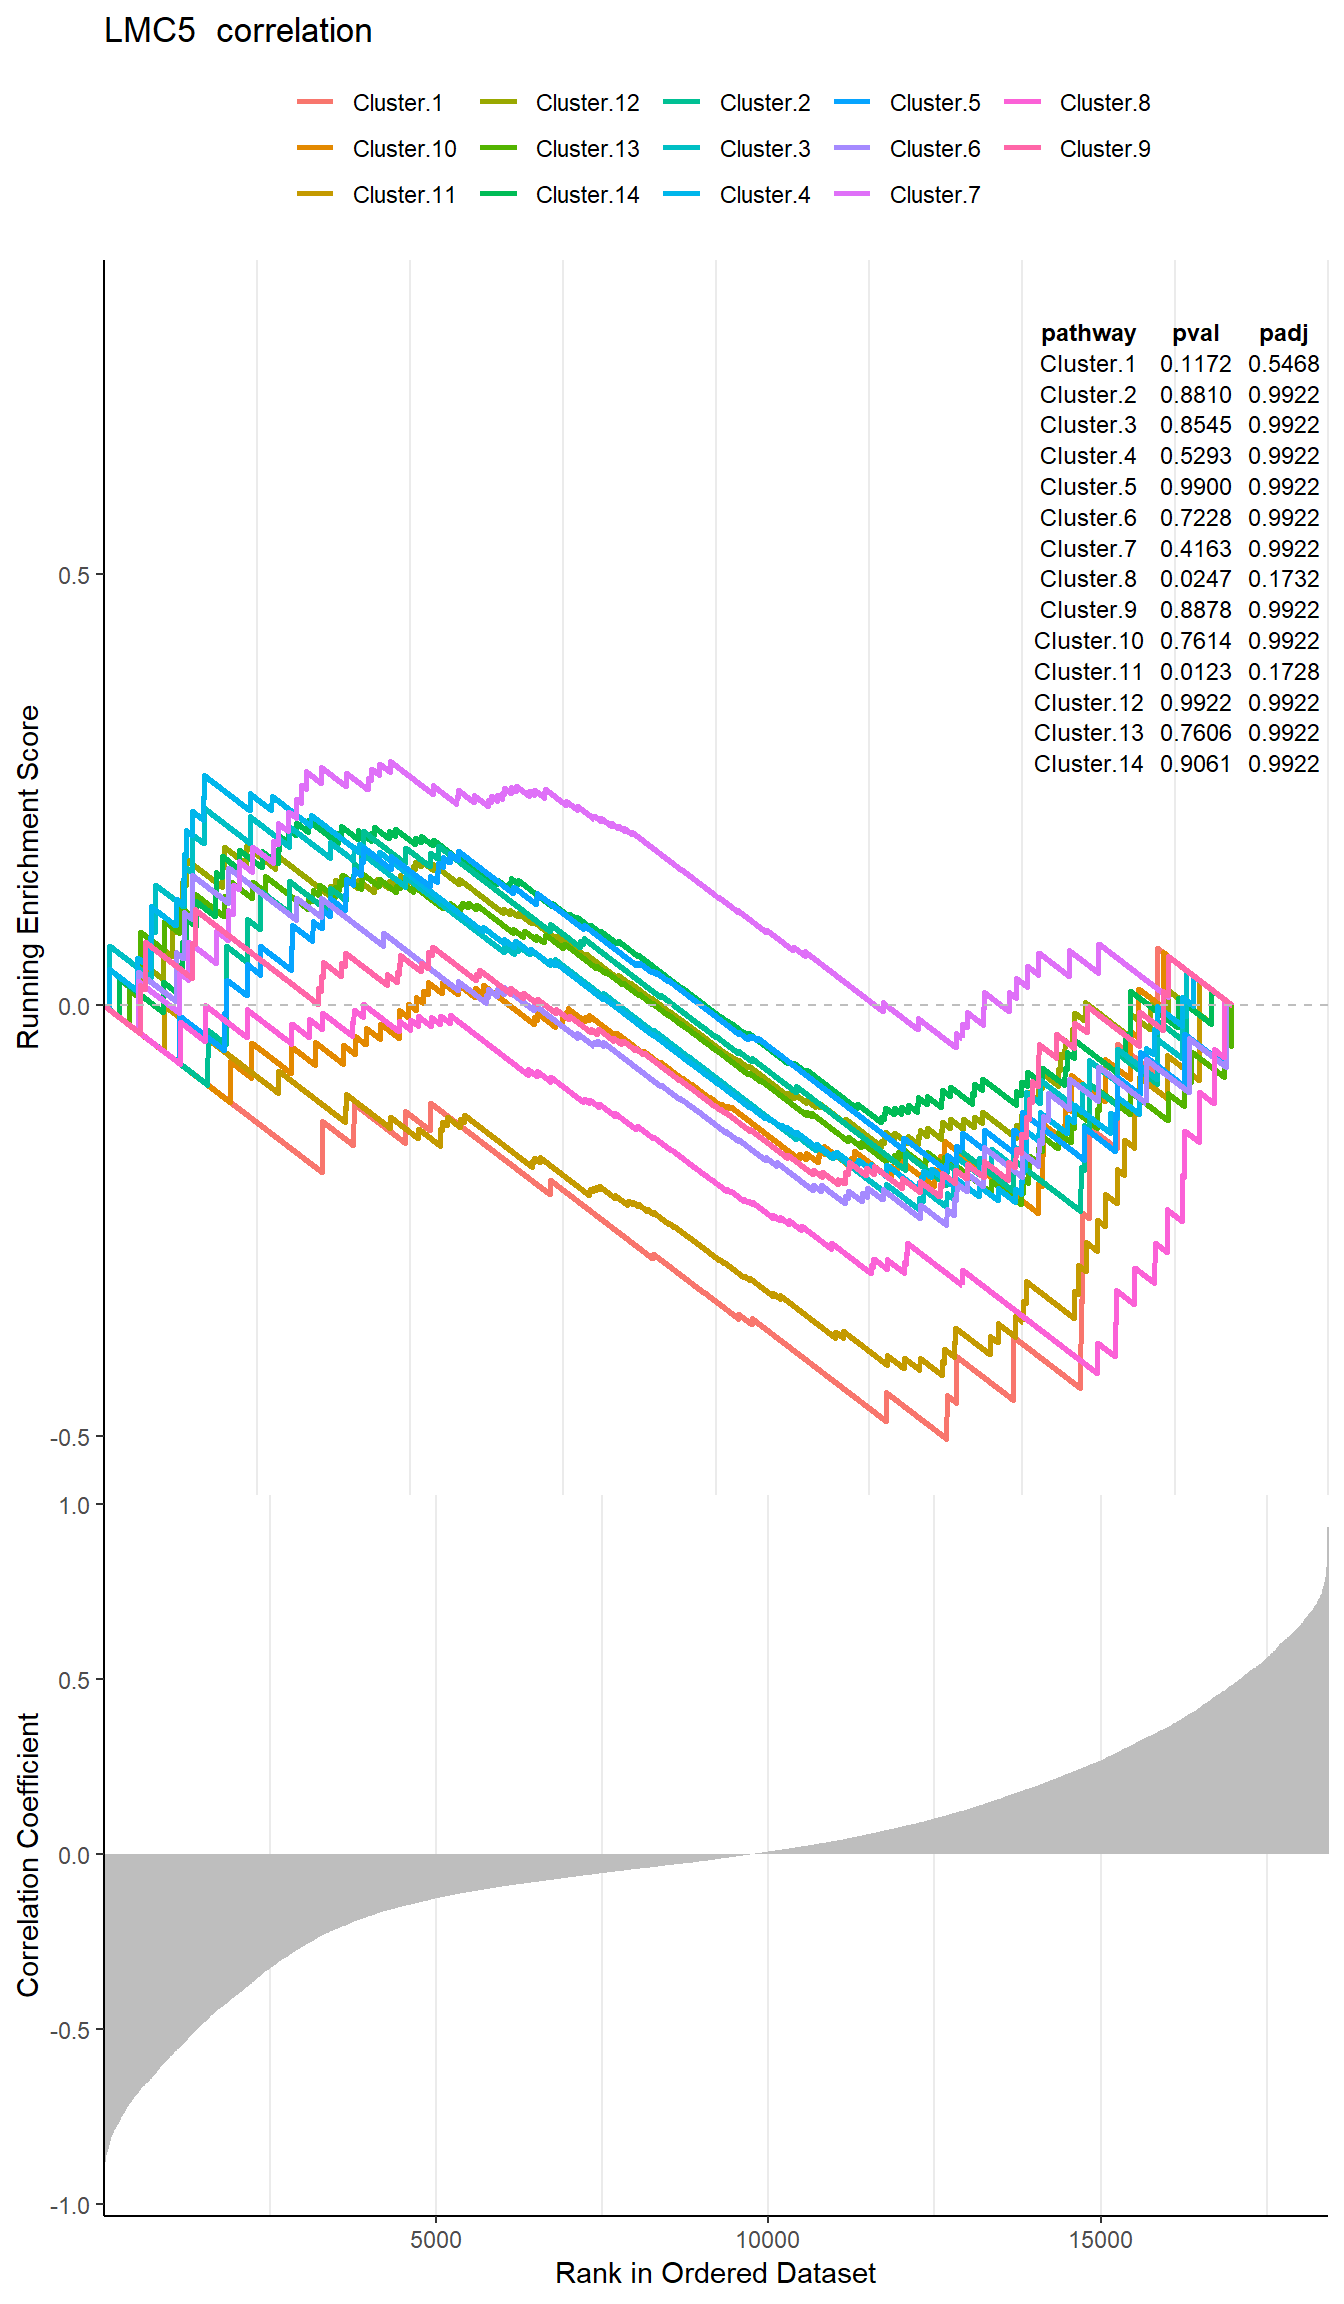 LMC5  correlation
Cluster.1 Cluster.12 Cluster.2 Cluster.5 Cluster.8
Cluster.10 Cluster.13 Cluster.3 Cluster.6 Cluster.9
Cluster.11 Cluster.14 Cluster.4 Cluster.7
pathway pval padj
Cluster.1 0.1172 0.5468
Cluster.2 0.8810 0.9922
Cluster.3 0.8545 0.9922
Cluster.4 0.5293 0.9922
Cluster.5 0.9900 0.9922
Cluster.6 0.7228 0.9922
Cluster.7 0.4163 0.9922
Cluster.8 0.0247 0.1732
Cluster.9 0.8878 0.9922
Cluster.10 0.7614 0.9922
Cluster.11 0.0123 0.1728
Cluster.12 0.9922 0.9922
Cluster.13 0.7606 0.9922
Cluster.14 0.9061 0.9922
Running Enrichment Score
0.5
0.0
-0.5
Correlation Coefficient
1.0
0.5
0.0
-0.5
-1.0
5000 10000 15000
Rank in Ordered Dataset